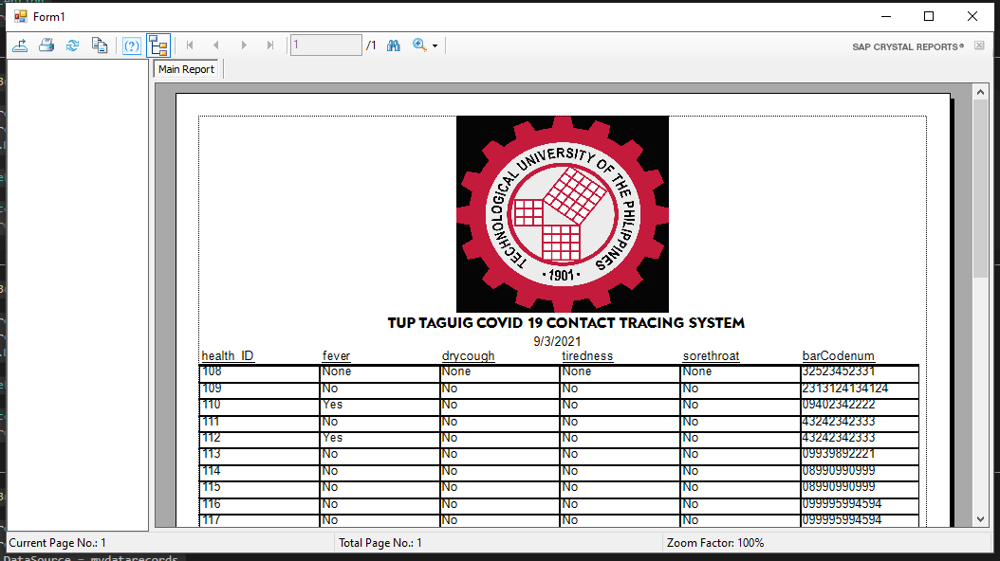 Form1
1 /1 SAP CRYSTAL REPORTS®
Main Report
TECHNOLOGICAL UNIVERSITY OF THE PHILIPPINES
• 1901 •
TUP TAGUIG COVID 19 CONTACT TRACING SYSTEM
9/3/2021
health_ID fever drycough tiredness sorethroat barCodenum
108 None None None None 32523452331
109 No No No No 2313124134124
110 Yes No No No 09402342222
111 No No No No 43242342333
112 Yes No No No 43242342333
113 No No No No 09939892221
114 No No No No 08990990999
115 No No No No 08990990999
116 No No No No 099995994594
117 No No No No 099995994594
Current Page No.: 1 Total Page No.: 1 Zoom Factor: 100%
DataSource = mydatarecords